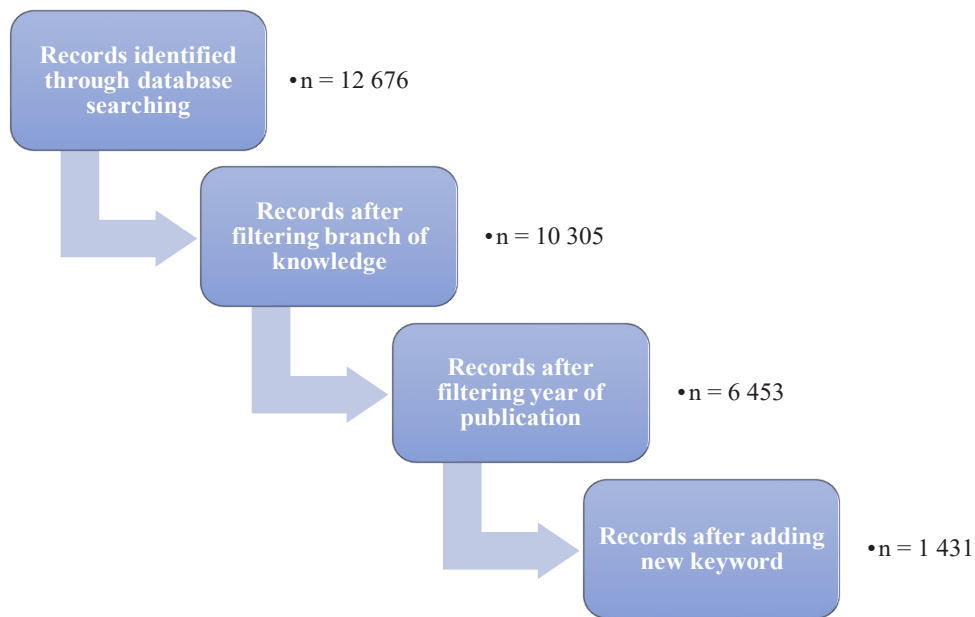 Records identified
through database
searching
•n = 12 676
Records after
filtering branch of
knowledge
•n = 10 305
Records after
filtering year of
publication
•n = 6 453
Records after adding
new keyword
•n = 1 431